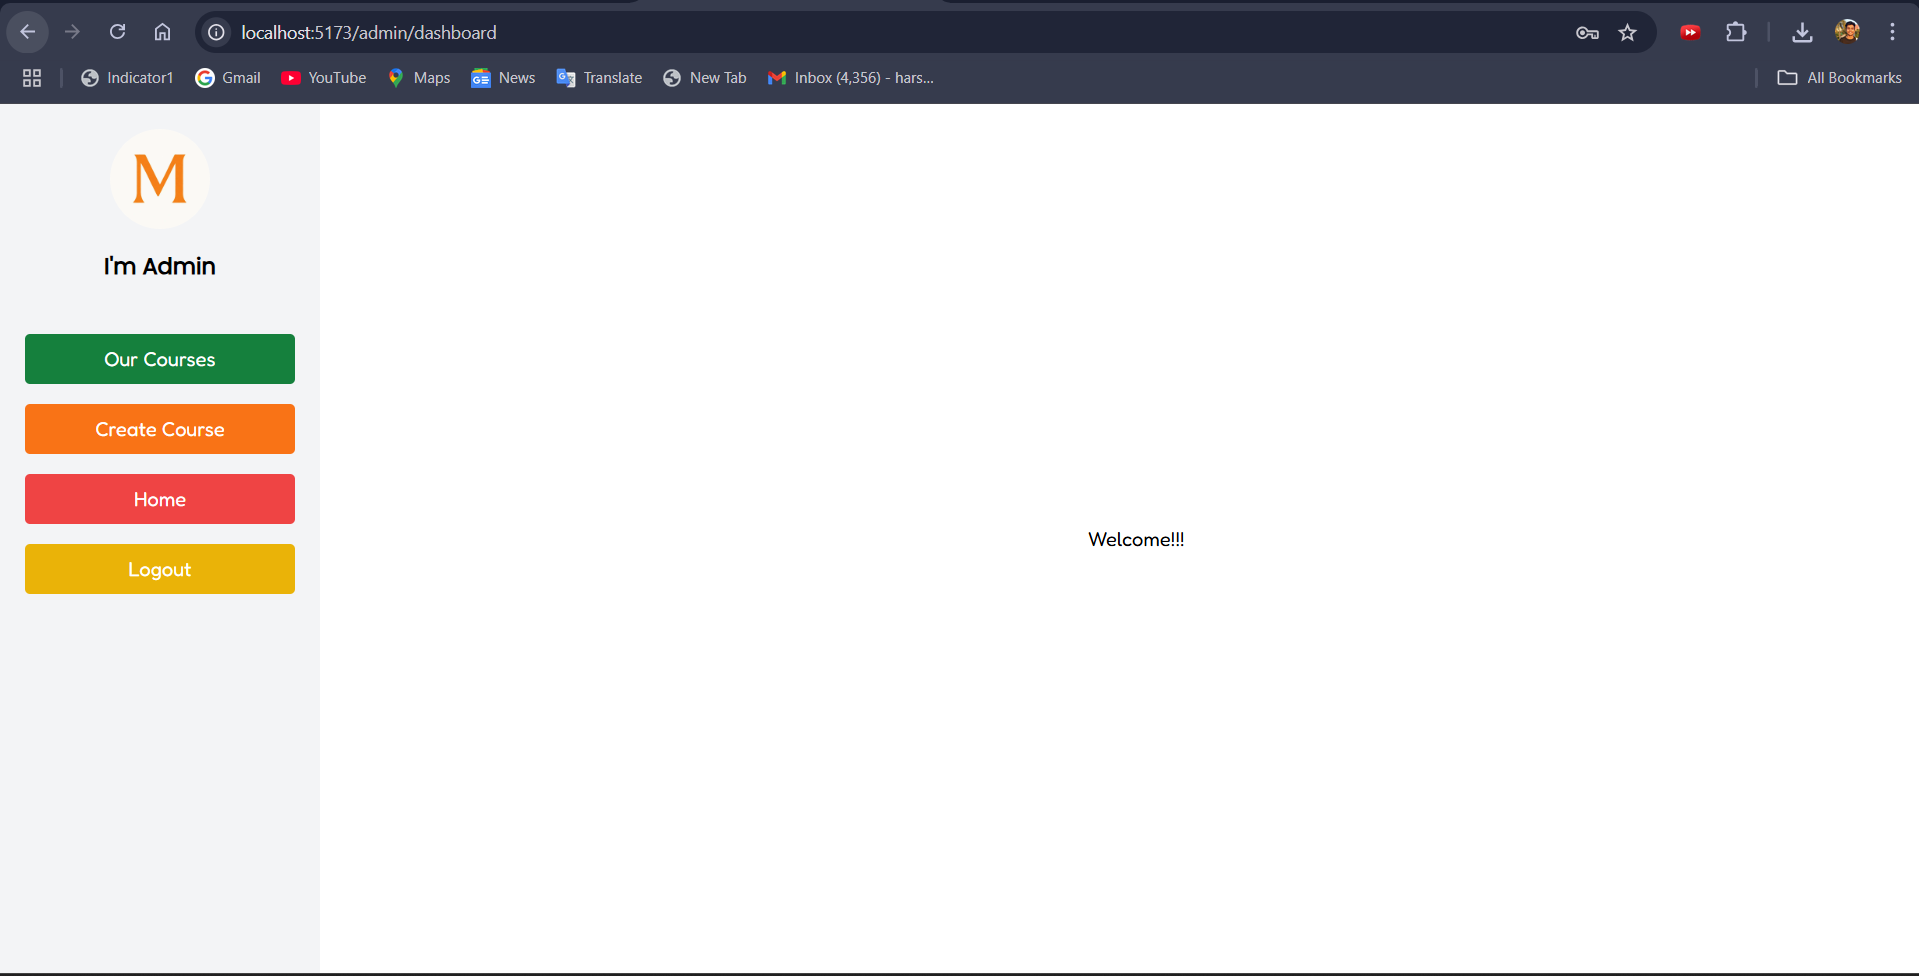 localhost:5173/admin/dashboard
Indicator1 Gmail YouTube Maps News Translate New Tab Inbox (4,356) - hars... All Bookmarks
M
I'm Admin
Our Courses
Create Course
Home
Logout
Welcome!!!